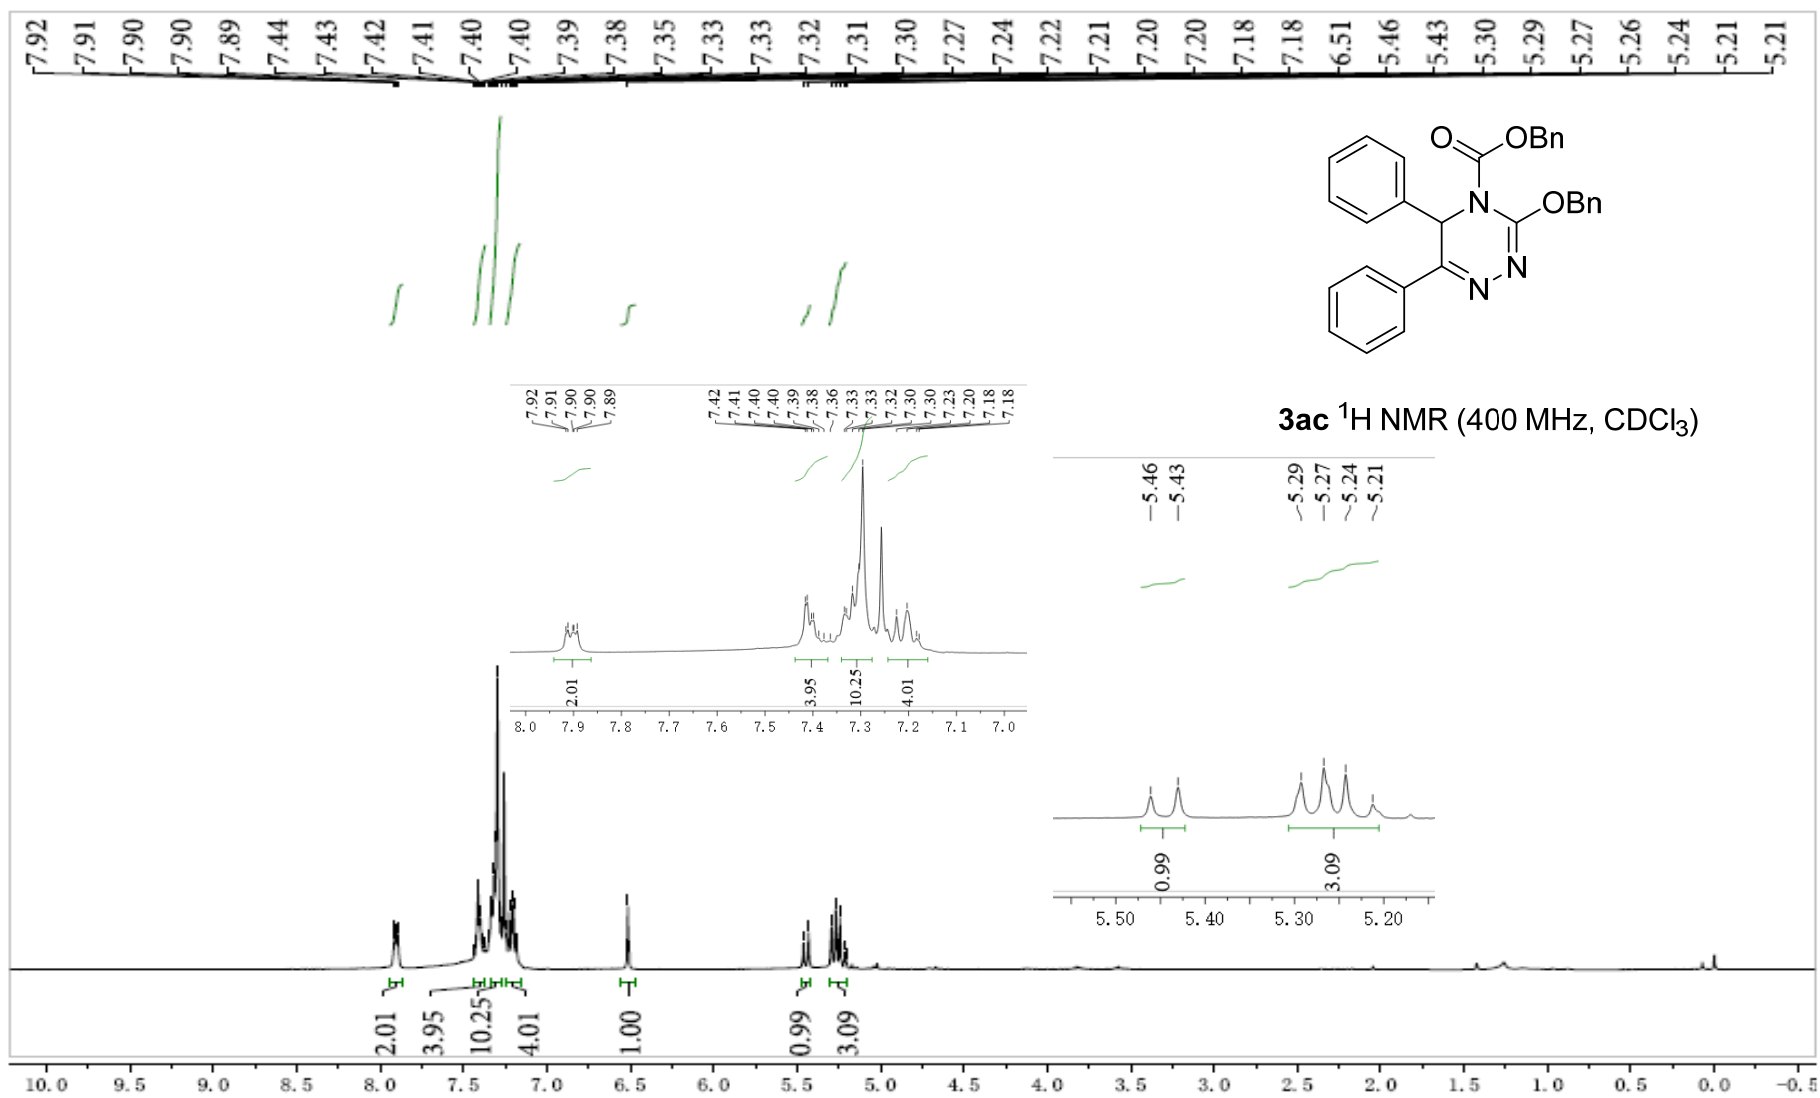 7.92 7.91 7.90 7.90 7.89 7.44 7.43 7.42 7.41 7.40 7.40 7.39 7.38 7.35 7.33 7.33 7.32 7.31 7.30 7.27 7.24 7.22 7.21 7.20 7.20 7.18 7.18 6.51 5.46 5.43 5.30 5.29 5.27 5.26 5.24 5.21 5.21
O OBn
N OBn
N
N
3ac ¹H NMR (400 MHz, CDCl₃)
7.92 7.91 7.90 7.90 7.89 7.42 7.41 7.40 7.40 7.39 7.38 7.36 7.33 7.33 7.32 7.30 7.30 7.23 7.20 7.18 7.18
2.01 3.95 10.25 4.01
8.0 7.9 7.8 7.7 7.6 7.5 7.4 7.3 7.2 7.1 7.0
5.46 5.43 5.29 5.27 5.24 5.21
0.99 3.09
5.50 5.40 5.30 5.20
2.01 3.95 10.25 4.01 1.00 0.99 3.09
10.0 9.5 9.0 8.5 8.0 7.5 7.0 6.5 6.0 5.5 5.0 4.5 4.0 3.5 3.0 2.5 2.0 1.5 1.0 0.5 0.0 -0.5